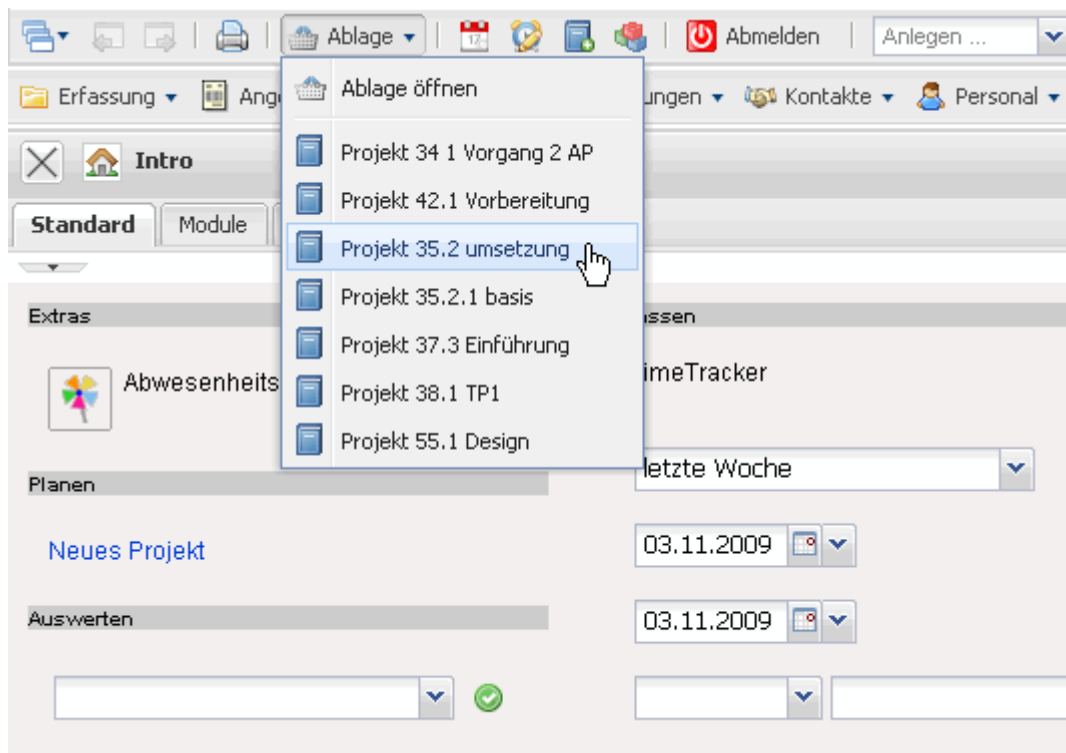 Ablage
Abmelden
Anlegen ...
Erfassung
Kontakte
Personal
Ablage öffnen
Intro
Projekt 34 1 Vorgang 2 AP
Projekt 42.1 Vorbereitung
Standard
Module
Projekt 35.2 umsetzung
Projekt 35.2.1 basis
Extras
Projekt 37.3 Einführung
Abwesenheits
imeTracker
Projekt 38.1 TP1
Projekt 55.1 Design
letzte Woche
Planen
Neues Projekt
03.11.2009
Auswerten
03.11.2009